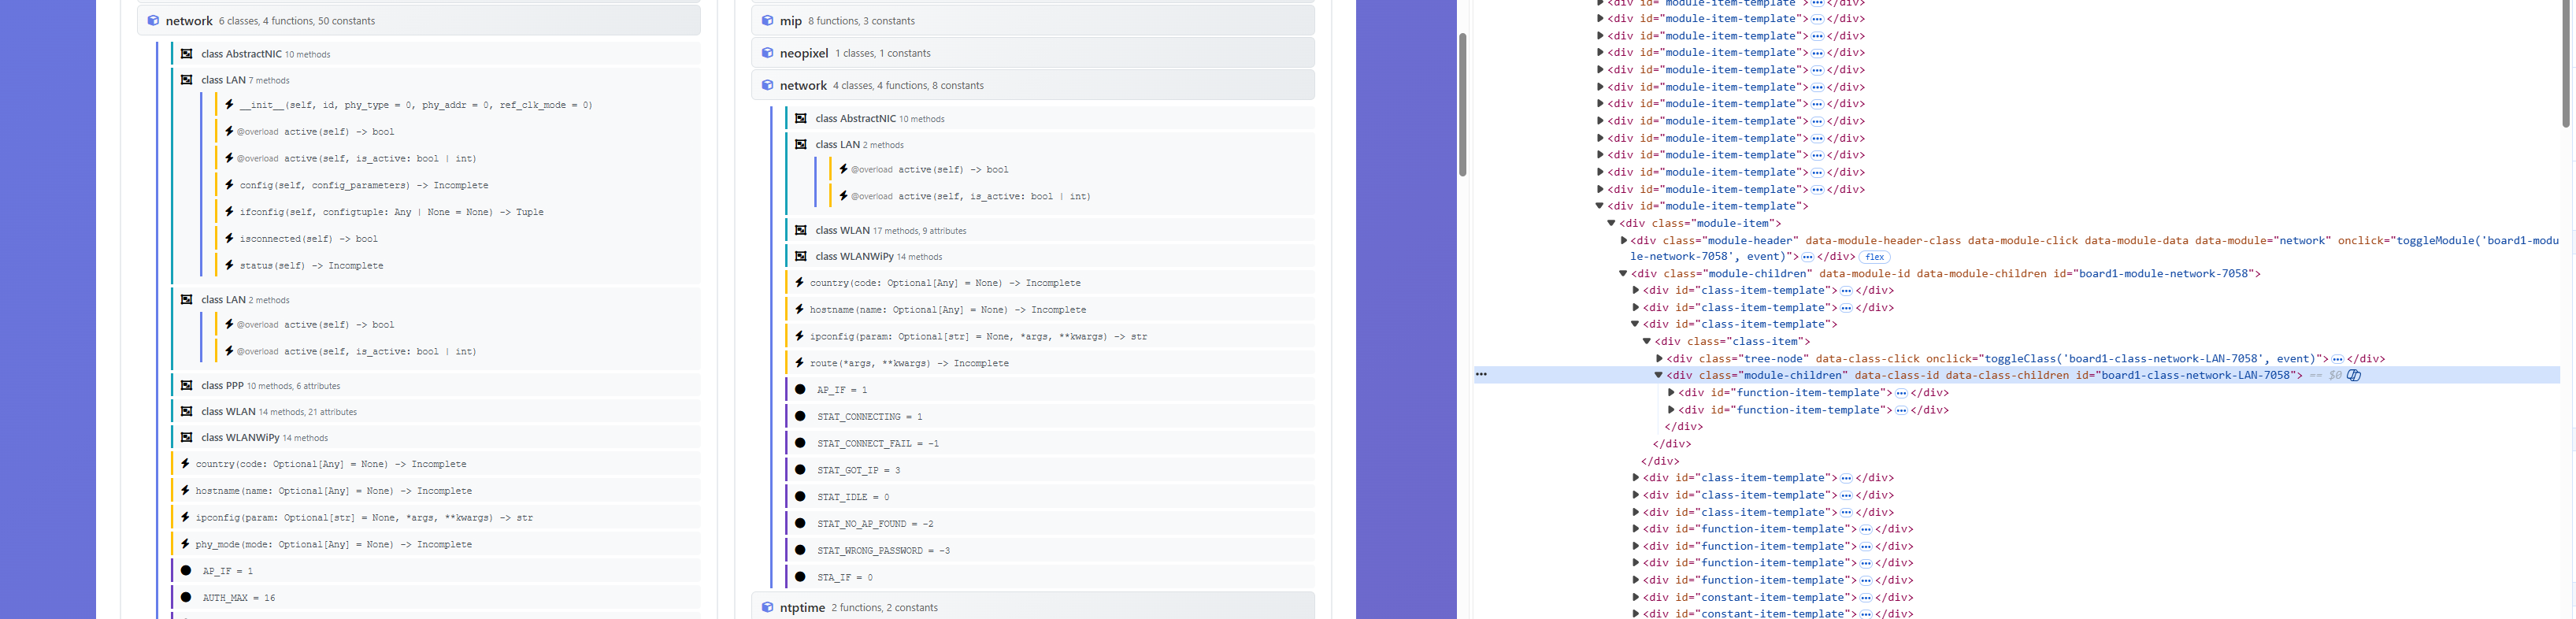 network 6 classes, 4 functions, 50 constants
class AbstractNIC 10 methods
class LAN 7 methods
__init__(self, id, phy_type = 0, phy_addr = 0, ref_clk_mode = 0)
@overload active(self) -> bool
@overload active(self, is_active: bool | int)
config(self, config_parameters) -> Incomplete
ifconfig(self, configtuple: Any | None = None) -> Tuple
isconnected(self) -> bool
status(self) -> Incomplete
class LAN 2 methods
@overload active(self) -> bool
@overload active(self, is_active: bool | int)
class PPP 10 methods, 6 attributes
class WLAN 14 methods, 21 attributes
class WLANWiPy 14 methods
country(code: Optional[Any] = None) -> Incomplete
hostname(name: Optional[Any] = None) -> Incomplete
ipconfig(param: Optional[str] = None, *args, **kwargs) -> str
phy_mode(mode: Optional[Any] = None) -> Incomplete
AP_IF = 1
AUTH_MAX = 16
mip 8 functions, 3 constants
neopixel 1 classes, 1 constants
network 4 classes, 4 functions, 8 constants
class AbstractNIC 10 methods
class LAN 2 methods
@overload active(self) -> bool
@overload active(self, is_active: bool | int)
class WLAN 17 methods, 9 attributes
class WLANWiPy 14 methods
country(code: Optional[Any] = None) -> Incomplete
hostname(name: Optional[Any] = None) -> Incomplete
ipconfig(param: Optional[str] = None, *args, **kwargs) -> str
route(*args, **kwargs) -> Incomplete
AP_IF = 1
STAT_CONNECTING = 1
STAT_CONNECT_FAIL = -1
STAT_GOT_IP = 3
STAT_IDLE = 0
STAT_NO_AP_FOUND = -2
STAT_WRONG_PASSWORD = -3
STA_IF = 0
ntptime 2 functions, 2 constants
<div id="module-item-template">…</div>
<div id="module-item-template">…</div>
<div id="module-item-template">…</div>
<div id="module-item-template">…</div>
<div id="module-item-template">…</div>
<div id="module-item-template">…</div>
<div id="module-item-template">…</div>
<div id="module-item-template">…</div>
<div id="module-item-template">…</div>
<div id="module-item-template">…</div>
<div id="module-item-template">…</div>
<div id="module-item-template">…</div>
<div id="module-item-template">
<div class="module-item">
<div class="module-header" data-module-header-class data-module-click data-module-data data-module="network" onclick="toggleModule('board1-modu
le-network-7058', event)">…</div> flex
<div class="module-children" data-module-id data-module-children id="board1-module-network-7058">
<div id="class-item-template">…</div>
<div id="class-item-template">…</div>
<div id="class-item-template">
<div class="class-item">
<div class="tree-node" data-class-click onclick="toggleClass('board1-class-network-LAN-7058', event)">…</div>
<div class="module-children" data-class-id data-class-children id="board1-class-network-LAN-7058"> == $0
<div id="function-item-template">…</div>
<div id="function-item-template">…</div>
</div>
</div>
</div>
<div id="class-item-template">…</div>
<div id="class-item-template">…</div>
<div id="class-item-template">…</div>
<div id="function-item-template">…</div>
<div id="function-item-template">…</div>
<div id="function-item-template">…</div>
<div id="function-item-template">…</div>
<div id="constant-item-template">…</div>
<div id="constant-item-template">…</div>